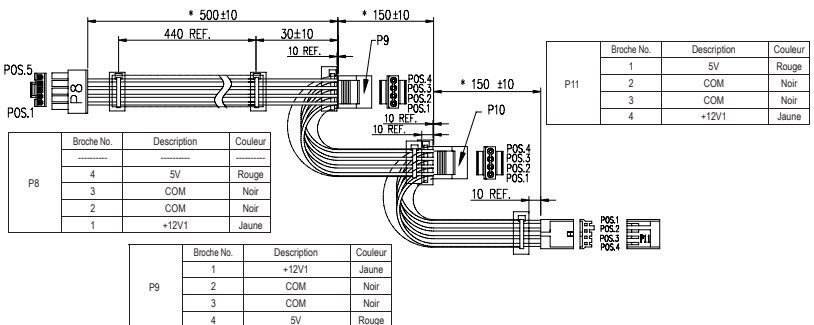 * 500±10
* 150±10
440 REF.
30±10
10 REF.
P9
POS.5
P8
POS.1
POS.4
POS.3
POS.2
POS.1
* 150 ±10
P10
10 REF.
10 REF.
POS.4
POS.3
POS.2
POS.1
10 REF.
POS.1
POS.2
POS.3
POS.4
P11
P11
Broche No. Description Couleur
1 5V Rouge
2 COM Noir
3 COM Noir
4 +12V1 Jaune
P8
Broche No. Description Couleur
---------- ---------- ----------
4 5V Rouge
3 COM Noir
2 COM Noir
1 +12V1 Jaune
P9
Broche No. Description Couleur
1 +12V1 Jaune
2 COM Noir
3 COM Noir
4 5V Rouge